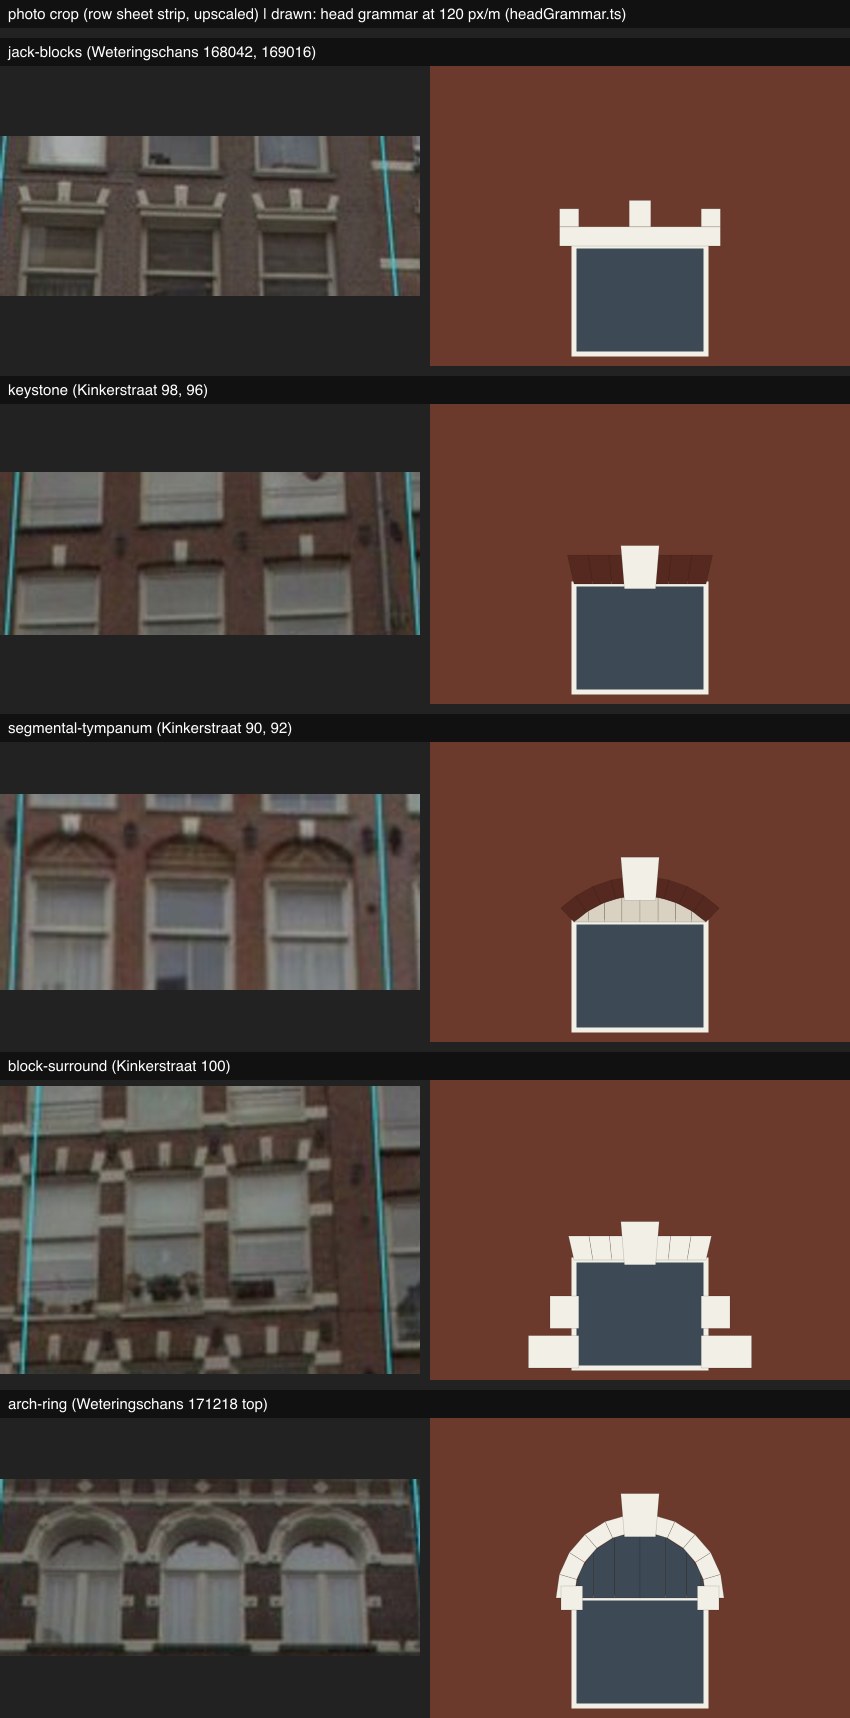 photo crop (row sheet strip, upscaled) | drawn: head grammar at 120 px/m (headGrammar.ts)
jack-blocks (Weteringschans 168042, 169016)
keystone (Kinkerstraat 98, 96)
segmental-tympanum (Kinkerstraat 90, 92)
block-surround (Kinkerstraat 100)
arch-ring (Weteringschans 171218 top)